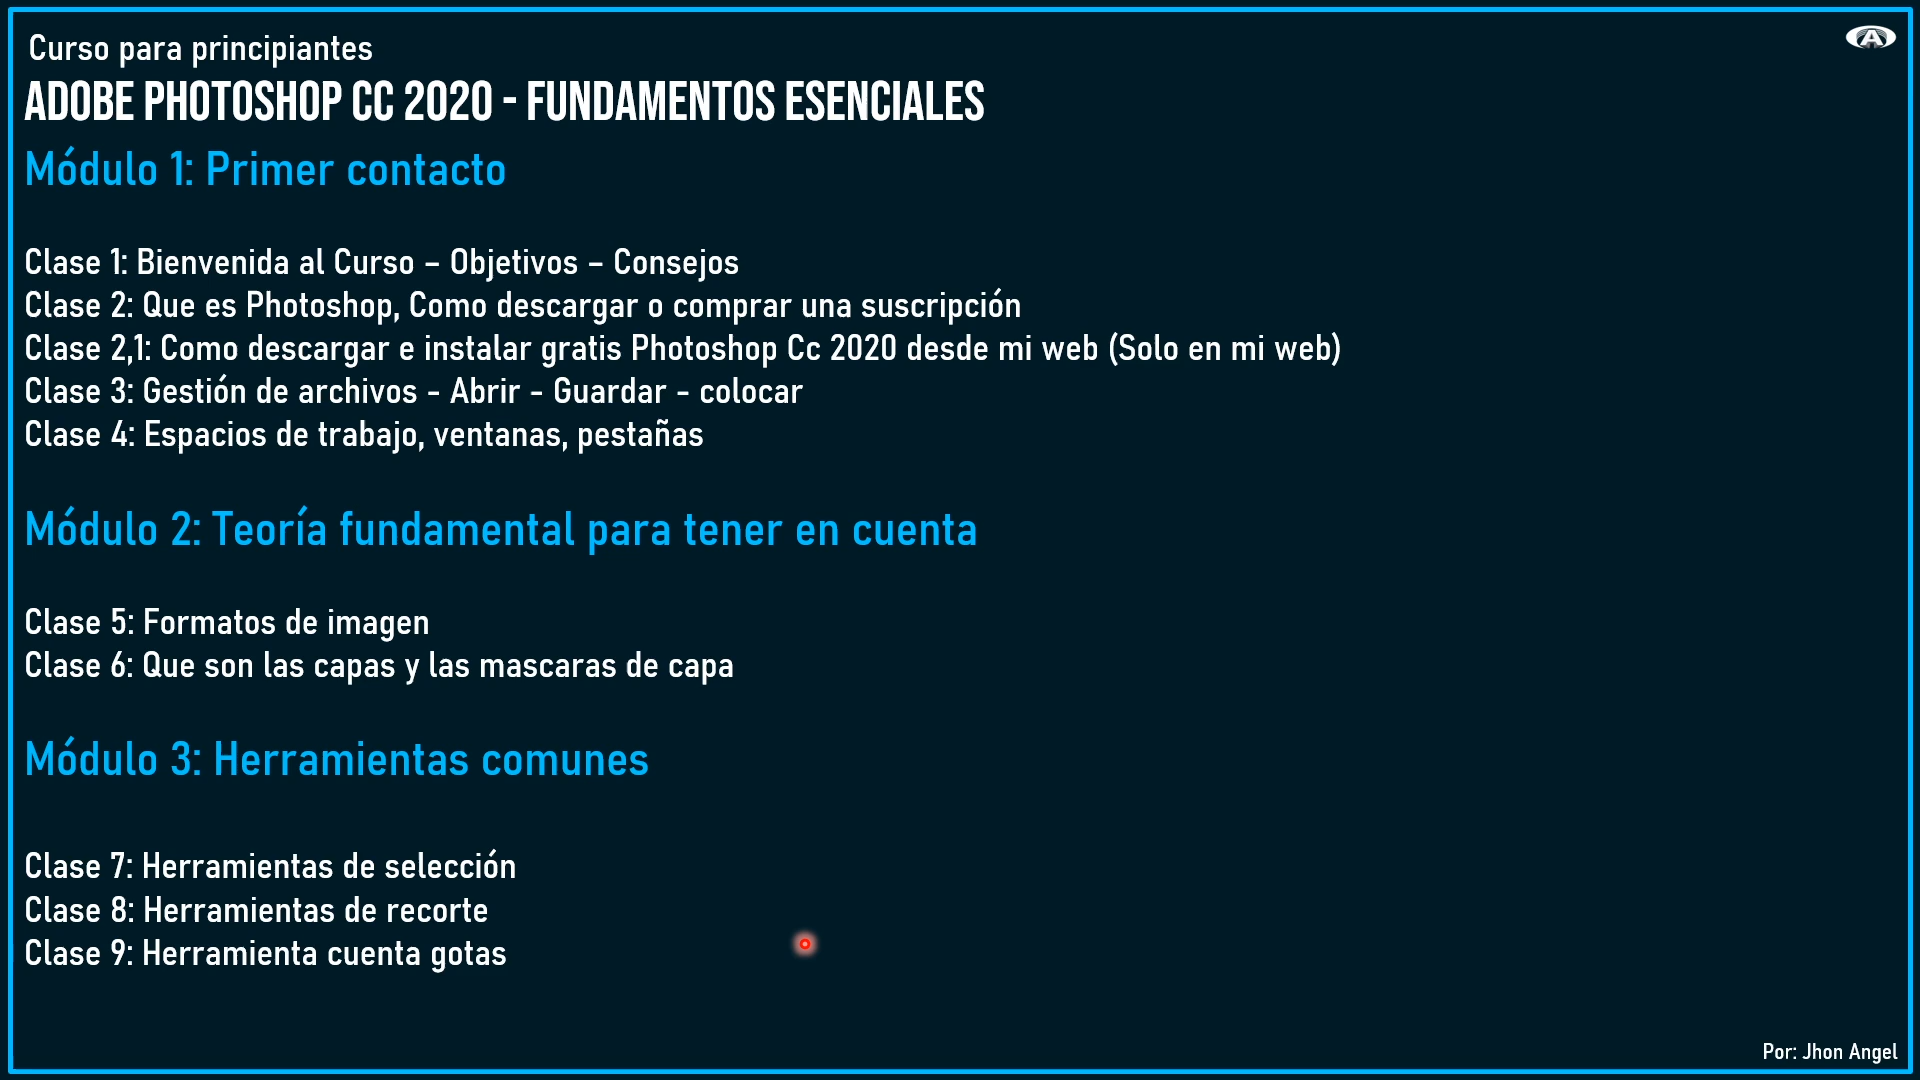 Curso para principiantes
ADOBE PHOTOSHOP CC 2020 - FUNDAMENTOS ESENCIALES
Módulo 1: Primer contacto
Clase 1: Bienvenida al Curso – Objetivos – Consejos
Clase 2: Que es Photoshop, Como descargar o comprar una suscripción
Clase 2,1: Como descargar e instalar gratis Photoshop Cc 2020 desde mi web (Solo en mi web)
Clase 3: Gestión de archivos - Abrir - Guardar - colocar
Clase 4: Espacios de trabajo, ventanas, pestañas
Módulo 2: Teoría fundamental para tener en cuenta
Clase 5: Formatos de imagen
Clase 6: Que son las capas y las mascaras de capa
Módulo 3: Herramientas comunes
Clase 7: Herramientas de selección
Clase 8: Herramientas de recorte
Clase 9: Herramienta cuenta gotas
Por: Jhon Angel